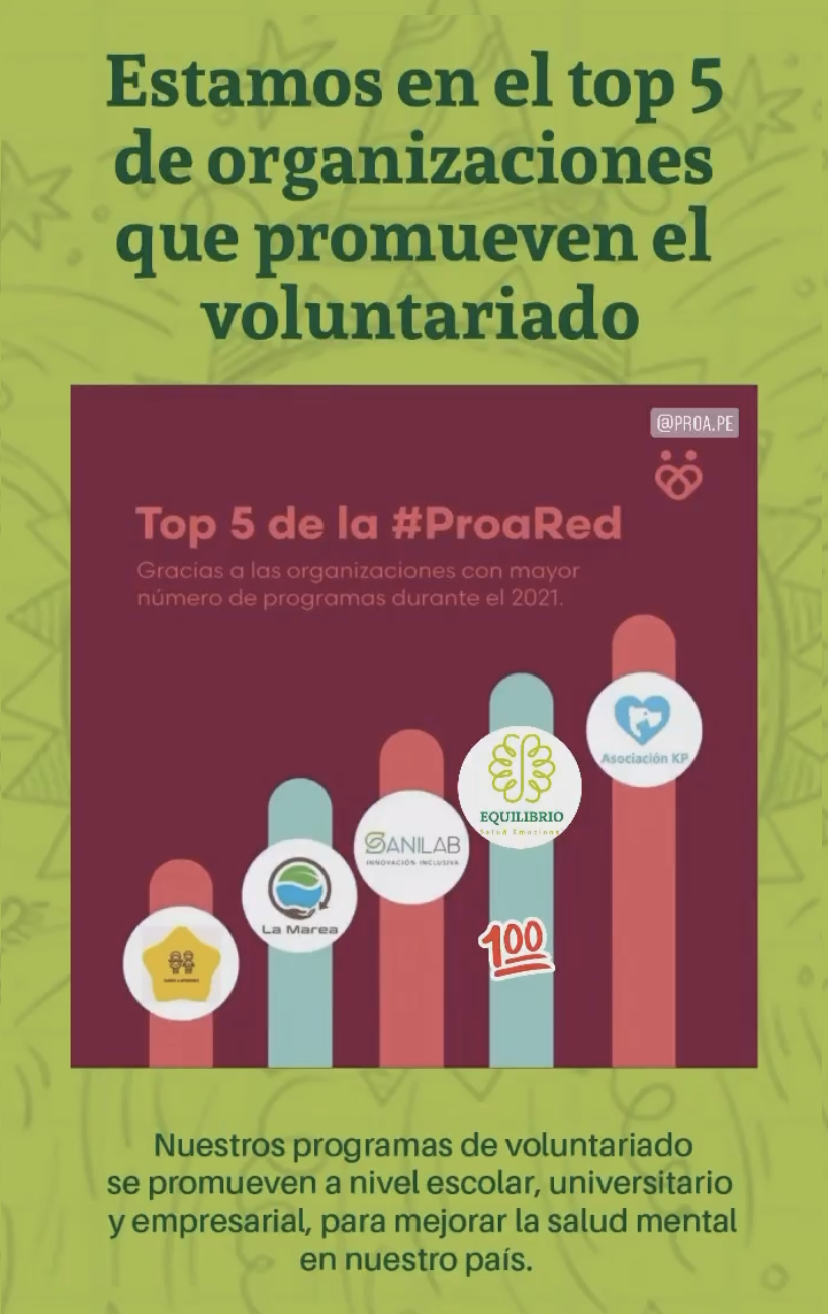 Estamos en el top 5
de organizaciones
que promueven el
voluntariado
@PROA.PE
Top 5 de la #ProaRed
Gracias a las organizaciones con mayor
número de programas durante el 2021.
Asociación KP
EQUILIBRIO
Salud Emocional
SANILAB
INNOVACIÓN INCLUSIVA
La Marea
100
Nuestros programas de voluntariado
se promueven a nivel escolar, universitario
y empresarial, para mejorar la salud mental
en nuestro país.